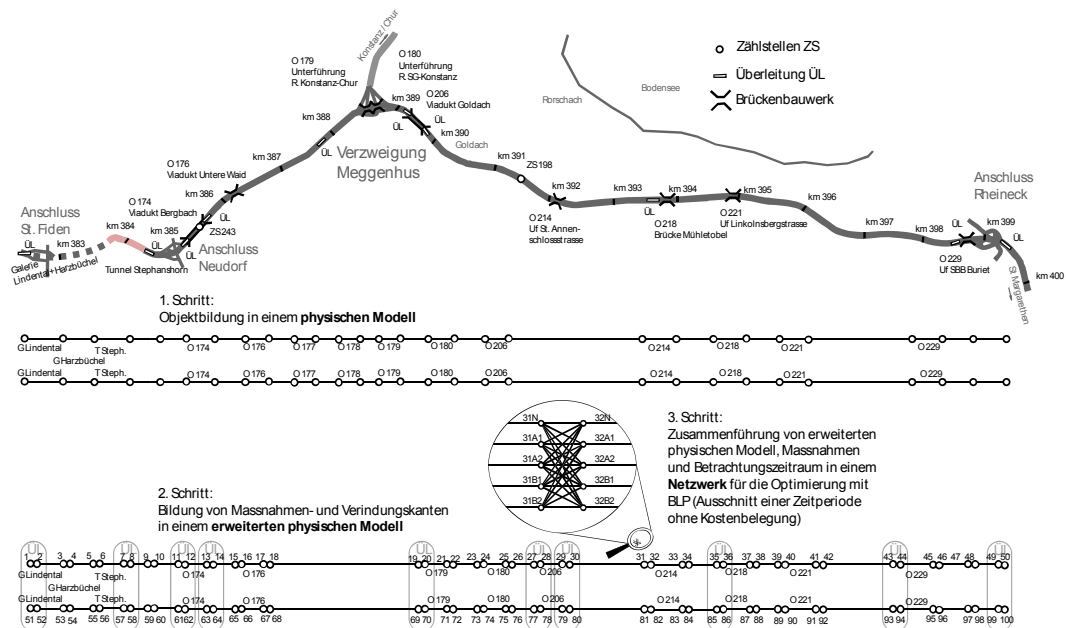 Konstanz / Chur
O 179
Unterführung
R. Konstanz-Chur
O 180
Unterführung
R. SG-Konstanz
km 389
O 206
Viadukt Goldach
ÜL
ÜL
km 390
Goldach
km 388
ÜL
Verzweigung
Meggenhus
Zählstellen ZS
Überleitung ÜL
Brückenbauwerk
Rorschach
Bodensee
km 387
O 176
Viadukt Untere Waid
km 386
O 174
Viadukt Bergbach
ÜL
ZS243
km 385
ÜL
ÜL
km 384
Anschluss
St. Fiden
ÜL
km 383
Galerie
Lindental+Harzbüchel
Tunnel Stephanshorn
Anschluss
Neudorf
km 391
ZS198
km 392
O 214
Uf St. Annen-
schlossstrasse
km 393
ÜL
km 394
O 218
Brücke Mühletobel
km 395
O 221
Uf Linkolnsbergstrasse
km 396
km 397
km 398
Anschluss
Rheineck
ÜL
km 399
ÜL
O 229
Uf SBB Buriet
km 400
St. Margarethen
1. Schritt:
Objektbildung in einem physischen Modell
GLindental T Steph. O 174 O 176 O 177 O 178 O 179 O 180 O 206 O 214 O 218 O 221 O 229
GHarzbüchel
GLindental T Steph. O 174 O 176 O 177 O 178 O 179 O 180 O 206 O 214 O 218 O 221 O 229
31N 32N
31A1 32A1
31A2 32A2
31B1 32B1
31B2 32B2
3. Schritt:
Zusammenführung von erweiterten
physischen Modell, Massnahmen
und Betrachtungszeitraum in einem
Netzwerk für die Optimierung mit
BLP (Ausschnitt einer Zeitperiode
ohne Kostenbelegung)
2. Schritt:
Bildung von Massnahmen- und Verindungskanten
in einem erweiterten physischen Modell
ÜL ÜL ÜL ÜL ÜL ÜL ÜL ÜL ÜL ÜL
1 2 3 4 5 6 7 8 9 10 11 12 13 14 15 16 17 18 19 20 21 22 23 24 25 26 27 28 29 30 31 32 33 34 35 36 37 38 39 40 41 42 43 44 45 46 47 48 49 50
GLindental T Steph. O 174 O 176 O 179 O 180 O 206 O 214 O 218 O 221 O 229
GHarzbüchel
GLindental T Steph. O 174 O 176 O 179 O 180 O 206 O 214 O 218 O 221 O 229
51 52 53 54 55 56 57 58 59 60 61 62 63 64 65 66 67 68 69 70 71 72 73 74 75 76 77 78 79 80 81 82 83 84 85 86 87 88 89 90 91 92 93 94 95 96 97 98 99 100